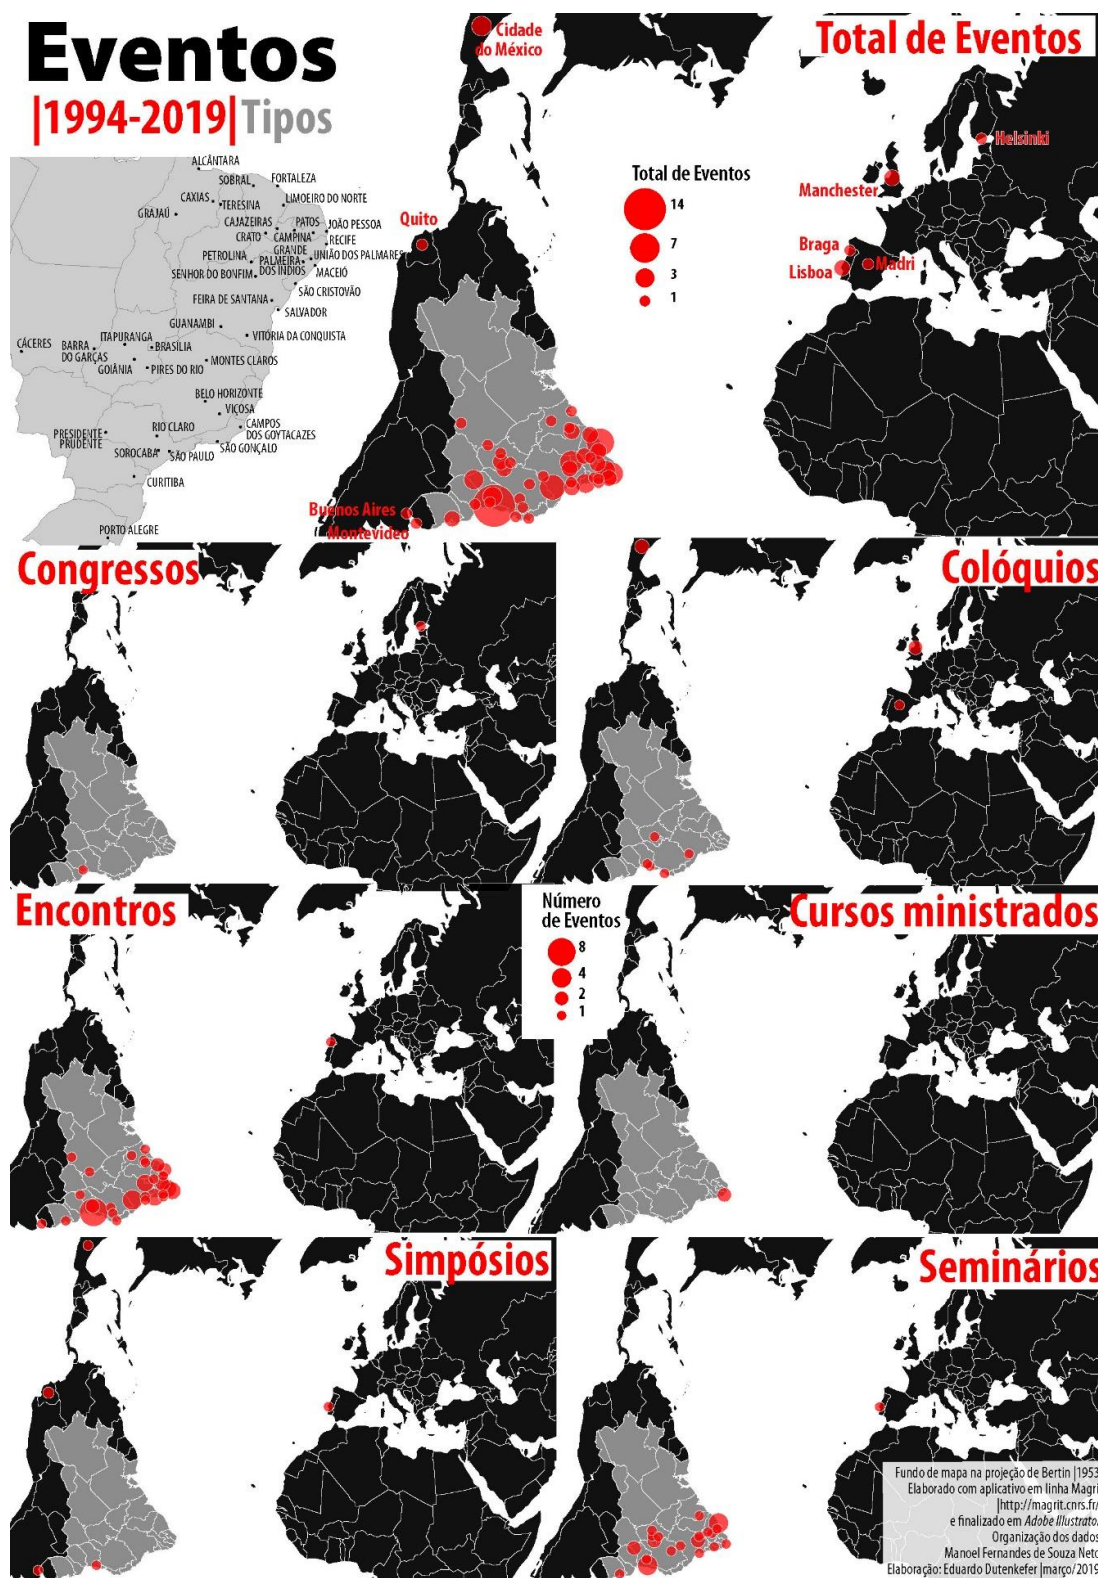 Eventos
|1994-2019|Tipos
ALCÂNTARA
SOBRAL
FORTALEZA
CAXIAS
TERESINA
LIMOEIRO DO NORTE
GRAJAÚ
CAJAZEIRAS
PATOS
JOÃO PESSOA
CRATO
CAMPINA
GRANDE
RECIFE
PETROLINA
PALMEIRA
DOS ÍNDIOS
UNIÃO DOS PALMARES
SENHOR DO BONFIM
MACEIÓ
SÃO CRISTOVÃO
FEIRA DE SANTANA
SALVADOR
GUANAMBI
VITÓRIA DA CONQUISTA
CÁCERES
BARRA
DO GARÇAS
ITAPURANGA
BRASÍLIA
GOIÂNIA
PIRES DO RIO
MONTES CLAROS
BELO HORIZONTE
VIÇOSA
PRESIDENTE
PRUDENTE
RIO CLARO
CAMPOS
DOS GOYTACAZES
SOROCABA
SÃO PAULO
SÃO GONÇALO
CURITIBA
PORTO ALEGRE
Total de Eventos
Cidade
do México
Helsinki
Manchester
Quito
Braga
Lisboa
Madri
Total de Eventos
14
7
3
1
Buenos Aires
Montevideo
Congressos
Colóquios
Encontros
Número
de Eventos
8
4
2
1
Cursos ministrados
Simpósios
Seminários
Fundo de mapa na projeção de Bertin |1953
Elaborado com aplicativo em linha Magri
|http://magrit.cnrs.fr/
e finalizado em Adobe Illustrato
Organização dos dados
Manoel Fernandes de Souza Neto
Elaboração: Eduardo Dutenkefer |março/2019